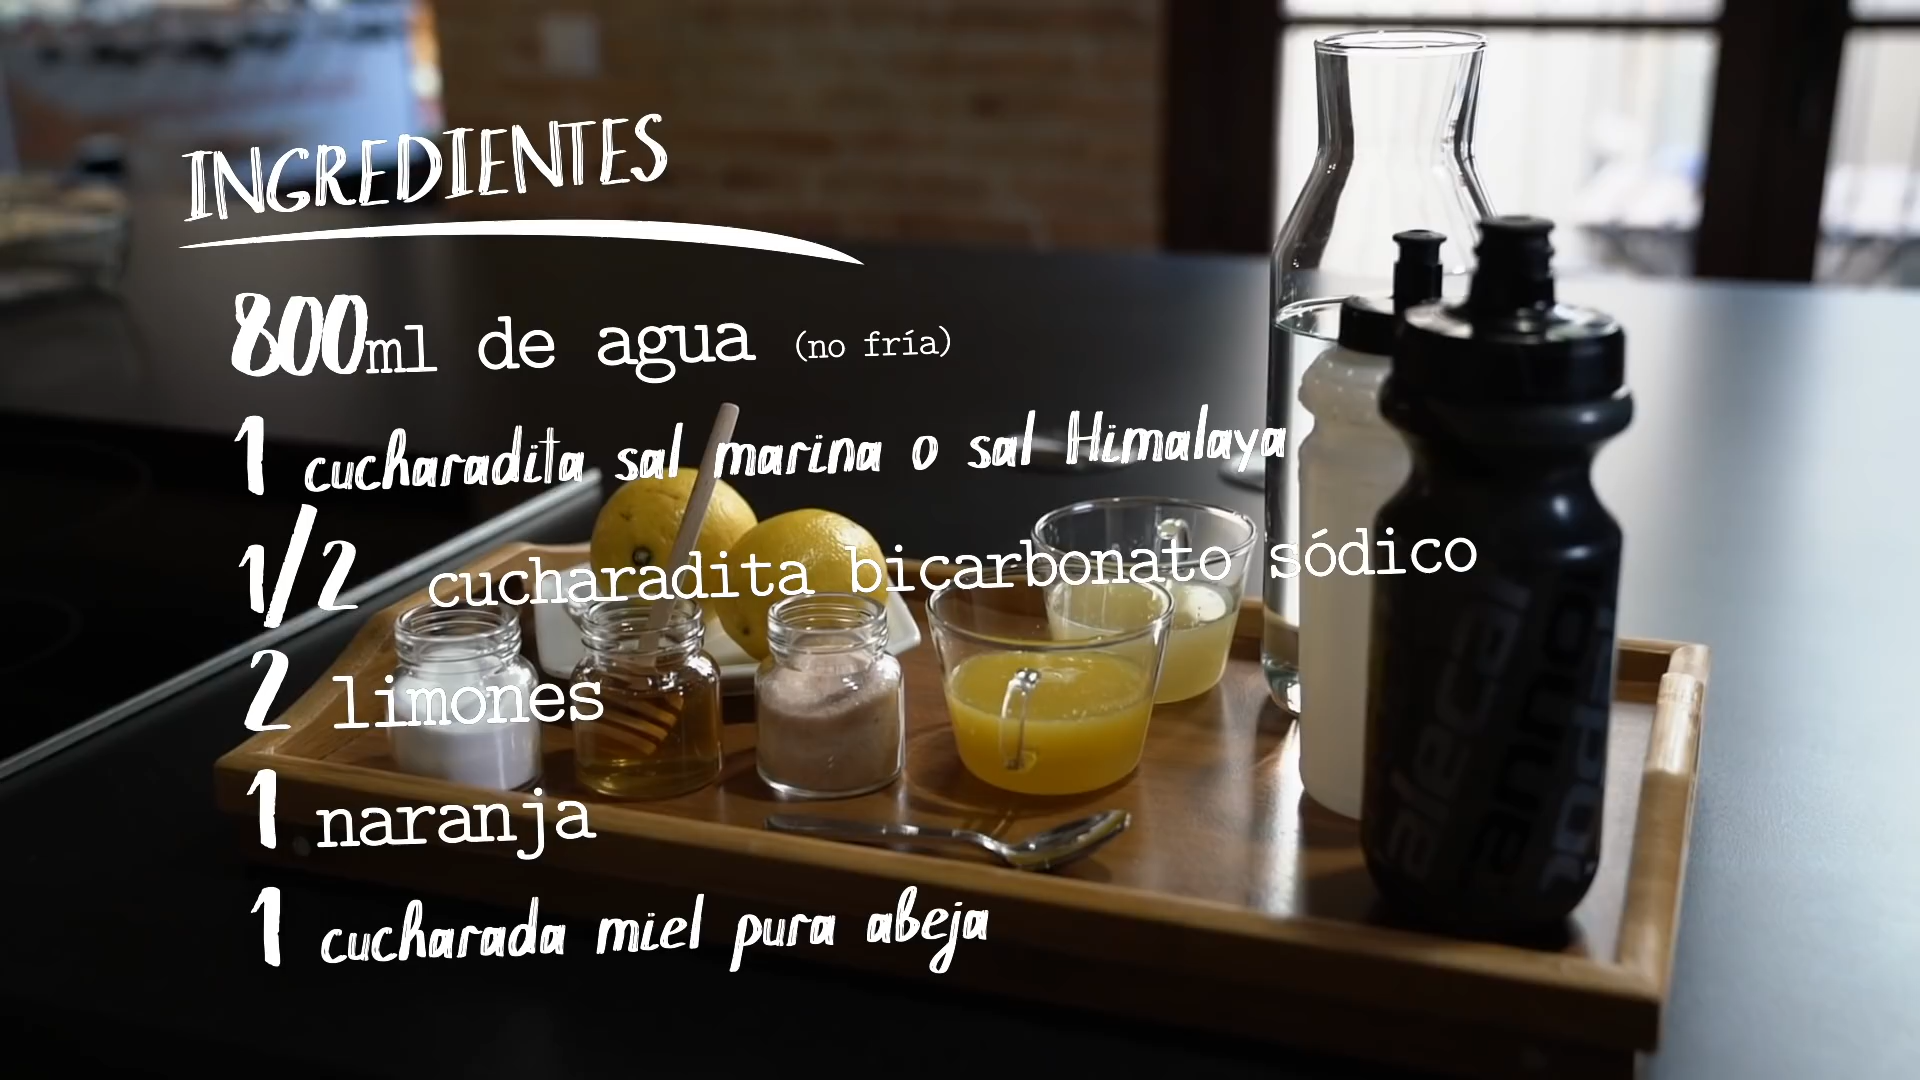 INGREDIENTES
800ml de agua (no fría)
1 cucharadita sal marina o sal Himalaya
1/2 cucharadita bicarbonato sódico
2 limones
1 naranja
1 cucharada miel pura abeja